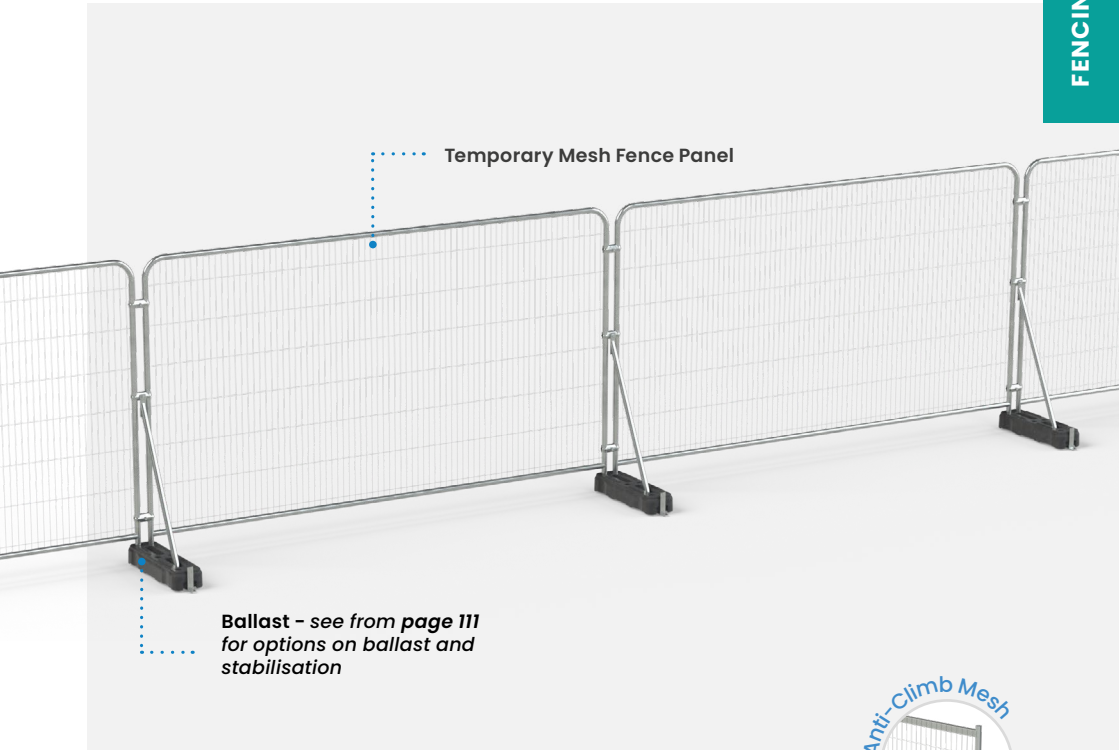 FENCIN
Temporary Mesh Fence Panel
Ballast - see from page 111
for options on ballast and
stabilisation
Anti-Climb Mesh